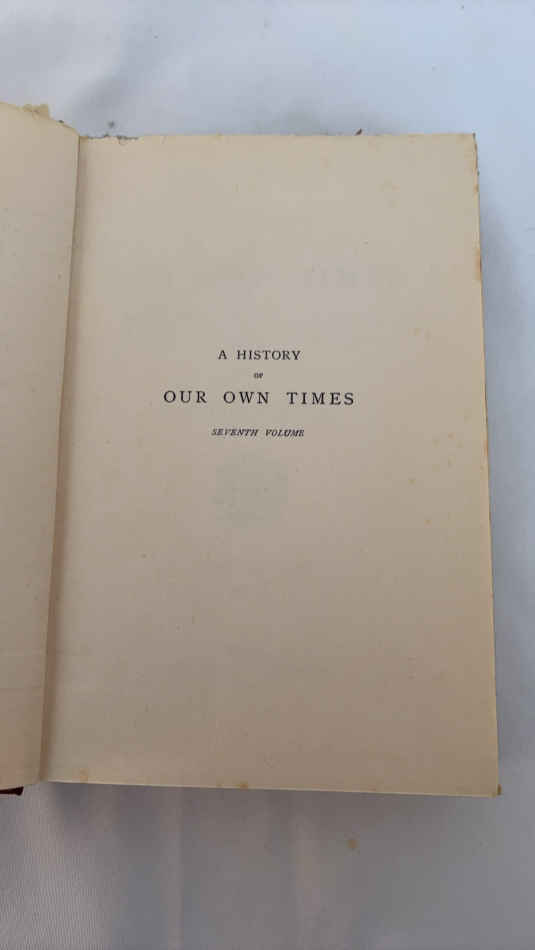 A HISTORY
OF
OUR OWN TIMES
SEVENTH VOLUME